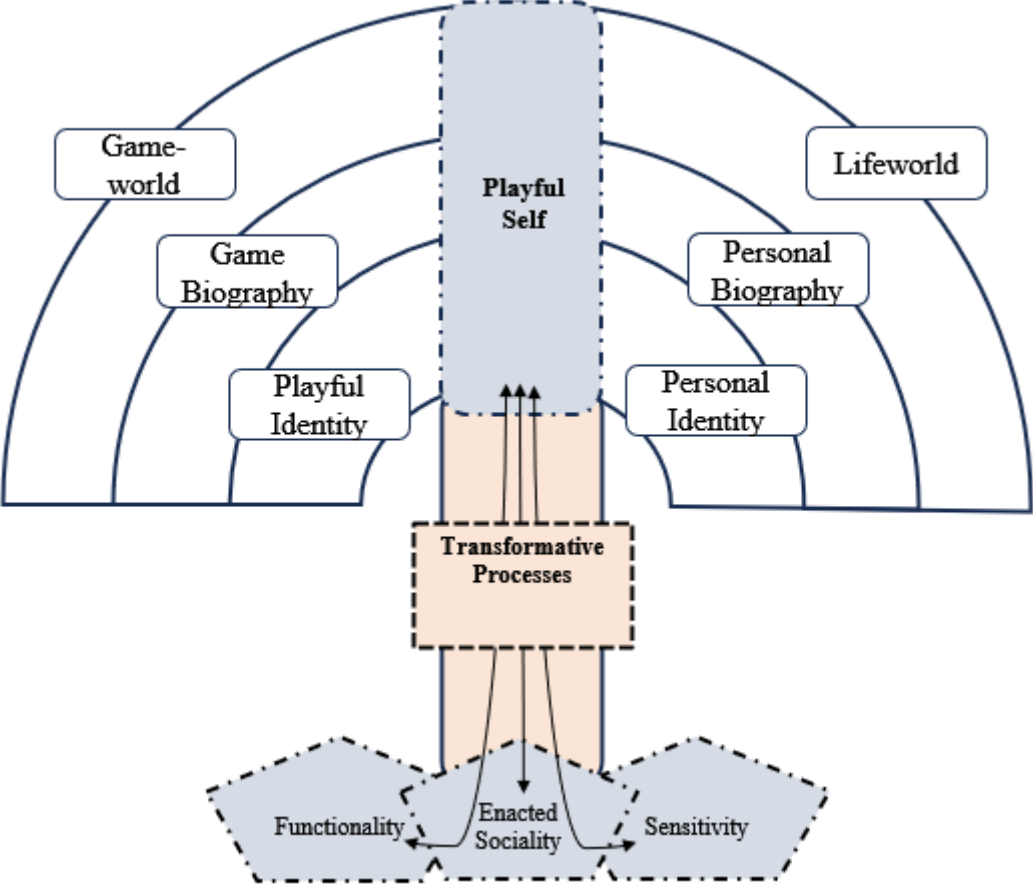 Game-
world
Lifeworld
Playful
Self
Game
Biography
Personal
Biography
Playful
Identity
Personal
Identity
Transformative
Processes
Functionality
Enacted
Sociality
Sensitivity